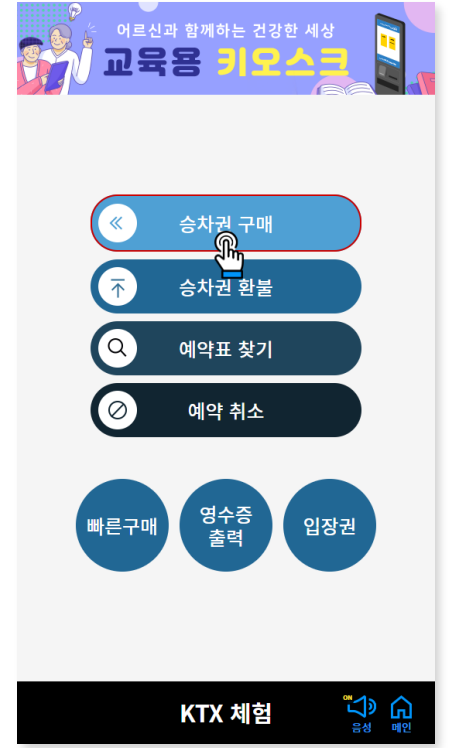 어르신과 함께하는 건강한 세상
교육용 키오스크
승차권 구매
승차권 환불
예약표 찾기
예약 취소
빠른구매
영수증
출력
입장권
KTX 체험
ON
음성
메인